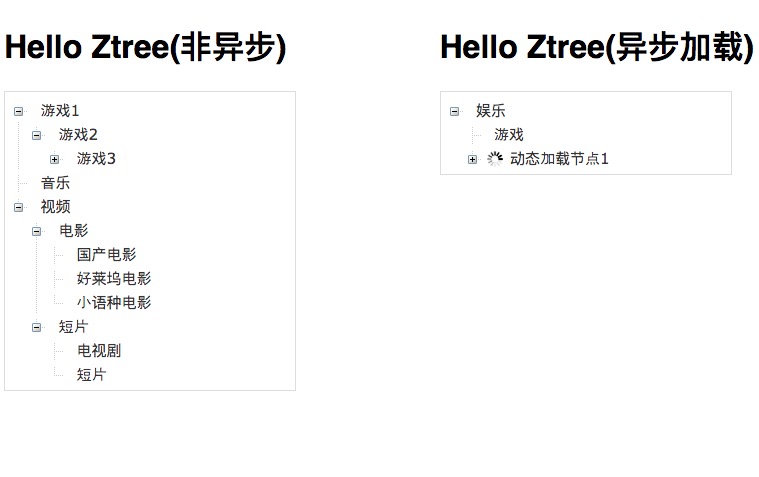 Hello Ztree(非异步)
游戏1
游戏2
游戏3
音乐
视频
电影
国产电影
好莱坞电影
小语种电影
短片
电视剧
短片
Hello Ztree(异步加载)
娱乐
游戏
动态加载节点1